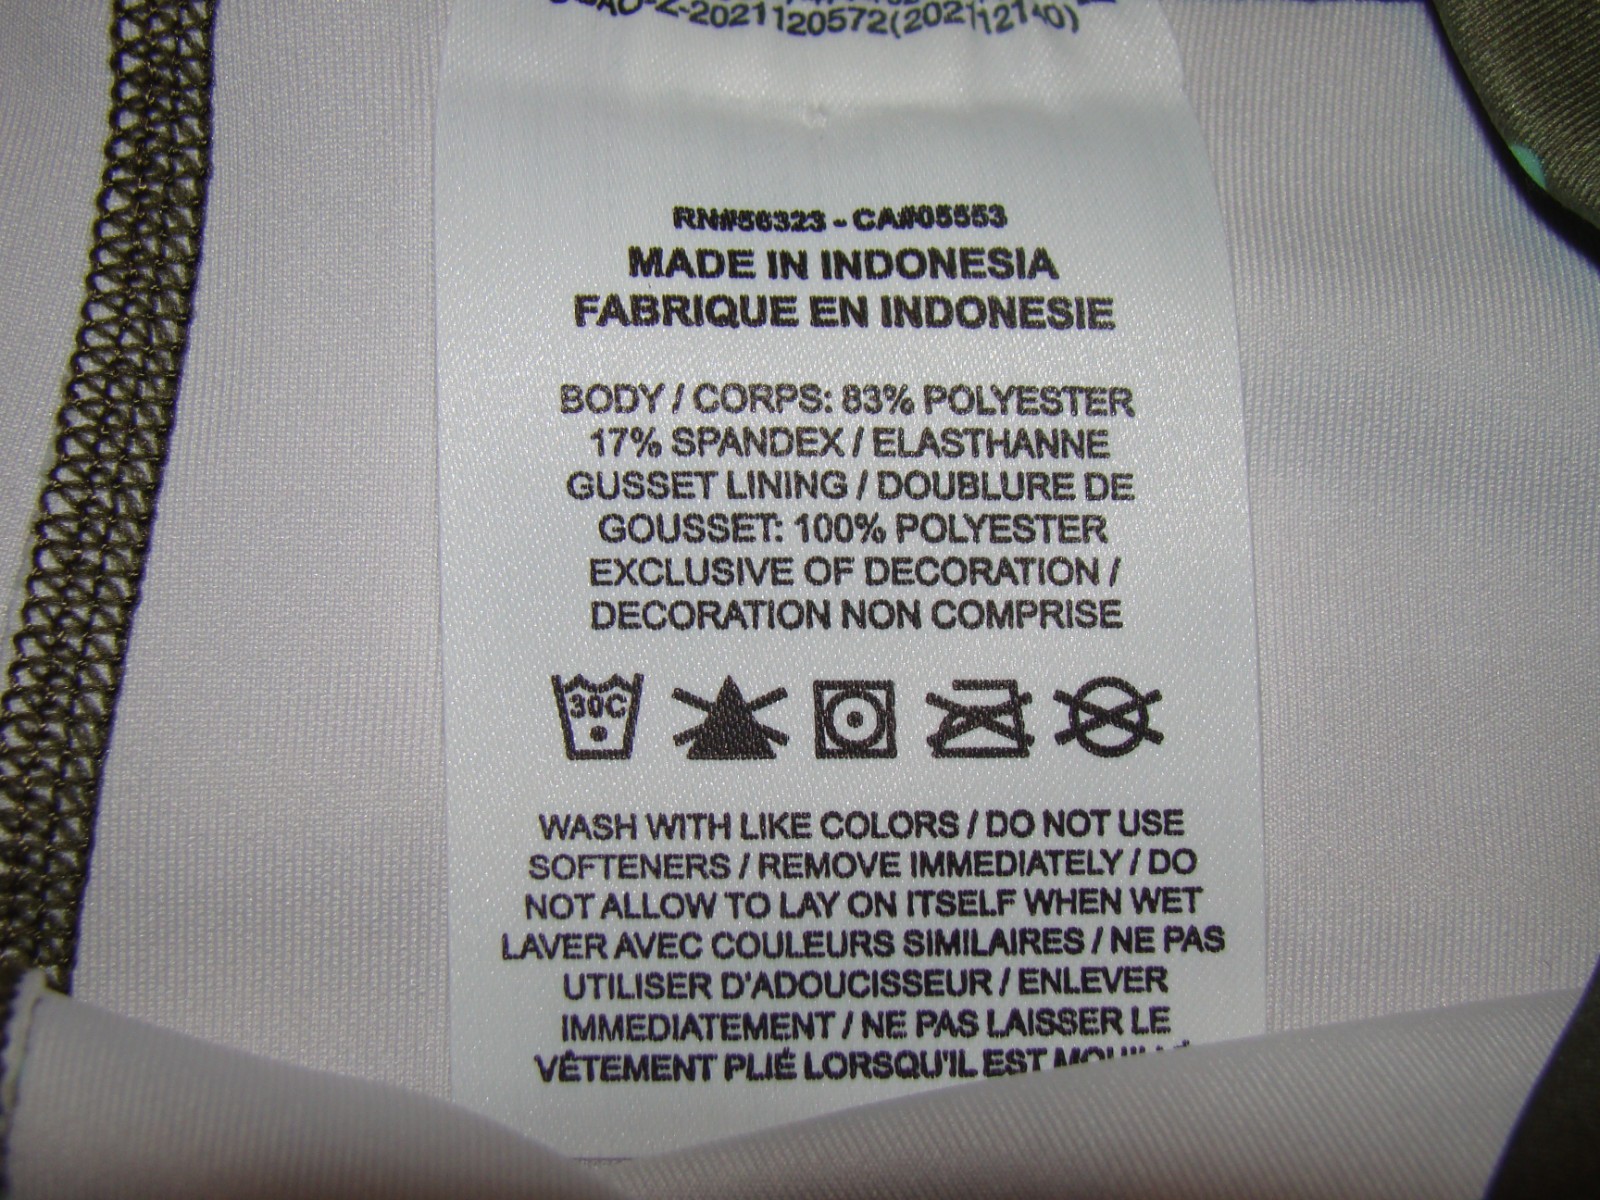 -2-2021120572(20211210)
RN#56323 - CA#05553
MADE IN INDONESIA
FABRIQUE EN INDONESIE
BODY / CORPS: 83% POLYESTER
17% SPANDEX / ELASTHANNE
GUSSET LINING / DOUBLURE DE
GOUSSET: 100% POLYESTER
EXCLUSIVE OF DECORATION /
DECORATION NON COMPRISE
30C
WASH WITH LIKE COLORS / DO NOT USE
SOFTENERS / REMOVE IMMEDIATELY / DO
NOT ALLOW TO LAY ON ITSELF WHEN WET
LAVER AVEC COULEURS SIMILAIRES / NE PAS
UTILISER D'ADOUCISSEUR / ENLEVER
IMMEDIATEMENT / NE PAS LAISSER LE
VÊTEMENT PLIÉ LORSQU'IL EST